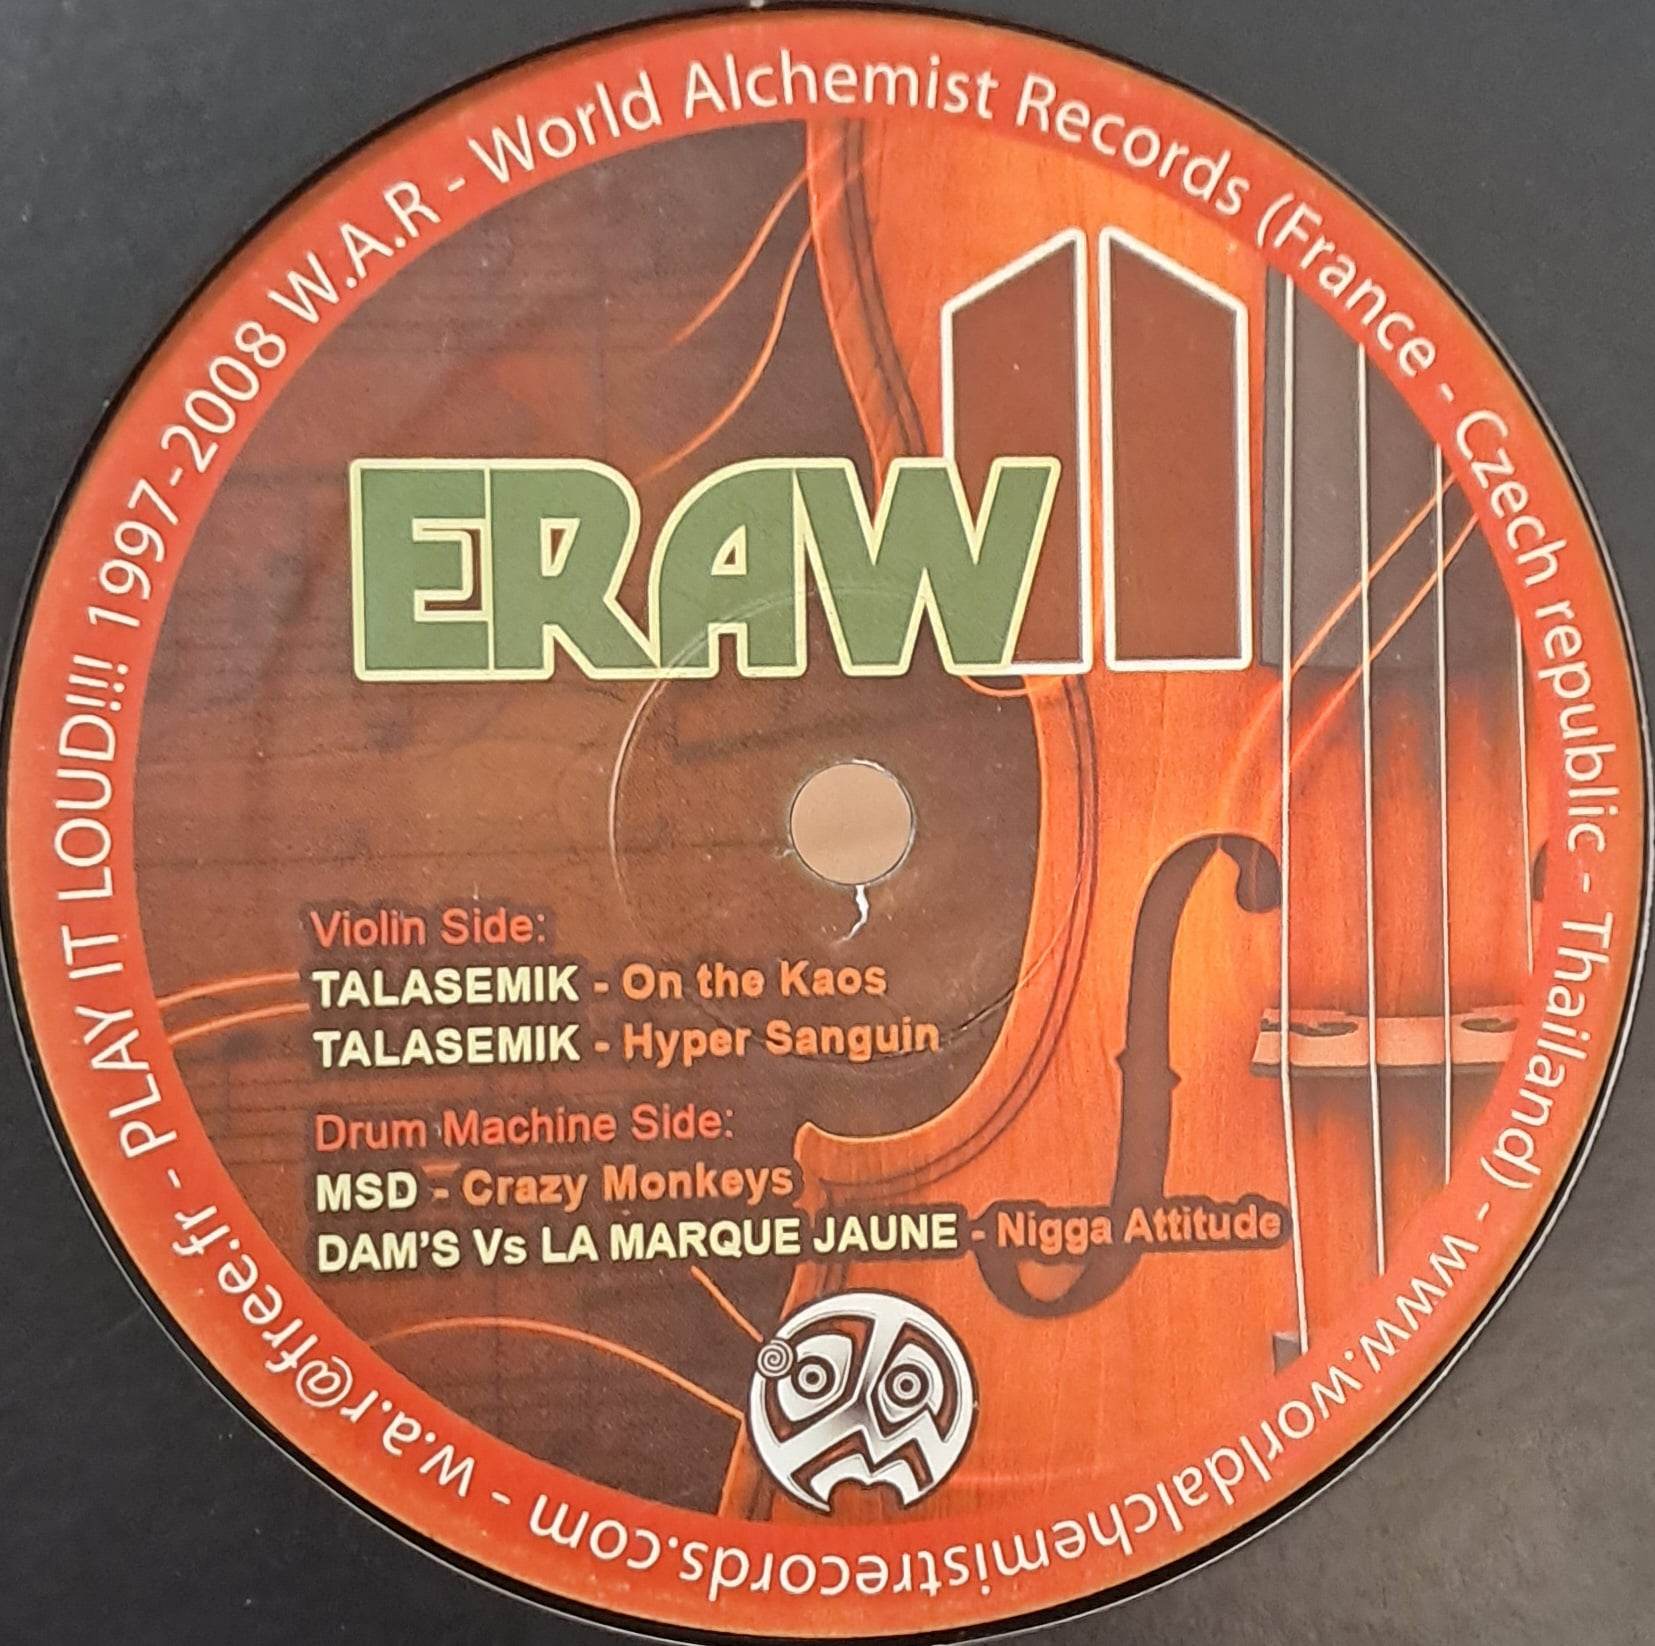 PLAY IT LOUD!!! 1997-2008 W.A.R - World Alchemist Records (France - Czech republic - Thailand) - www.worldalchemistrecords.com - w.a.r@free.fr -
ERAW 11
Violin Side:
TALASEMIK - On the Kaos
TALASEMIK - Hyper Sanguin
Drum Machine Side:
MSD - Crazy Monkeys
DAM'S Vs LA MARQUE JAUNE - Nigga Attitude